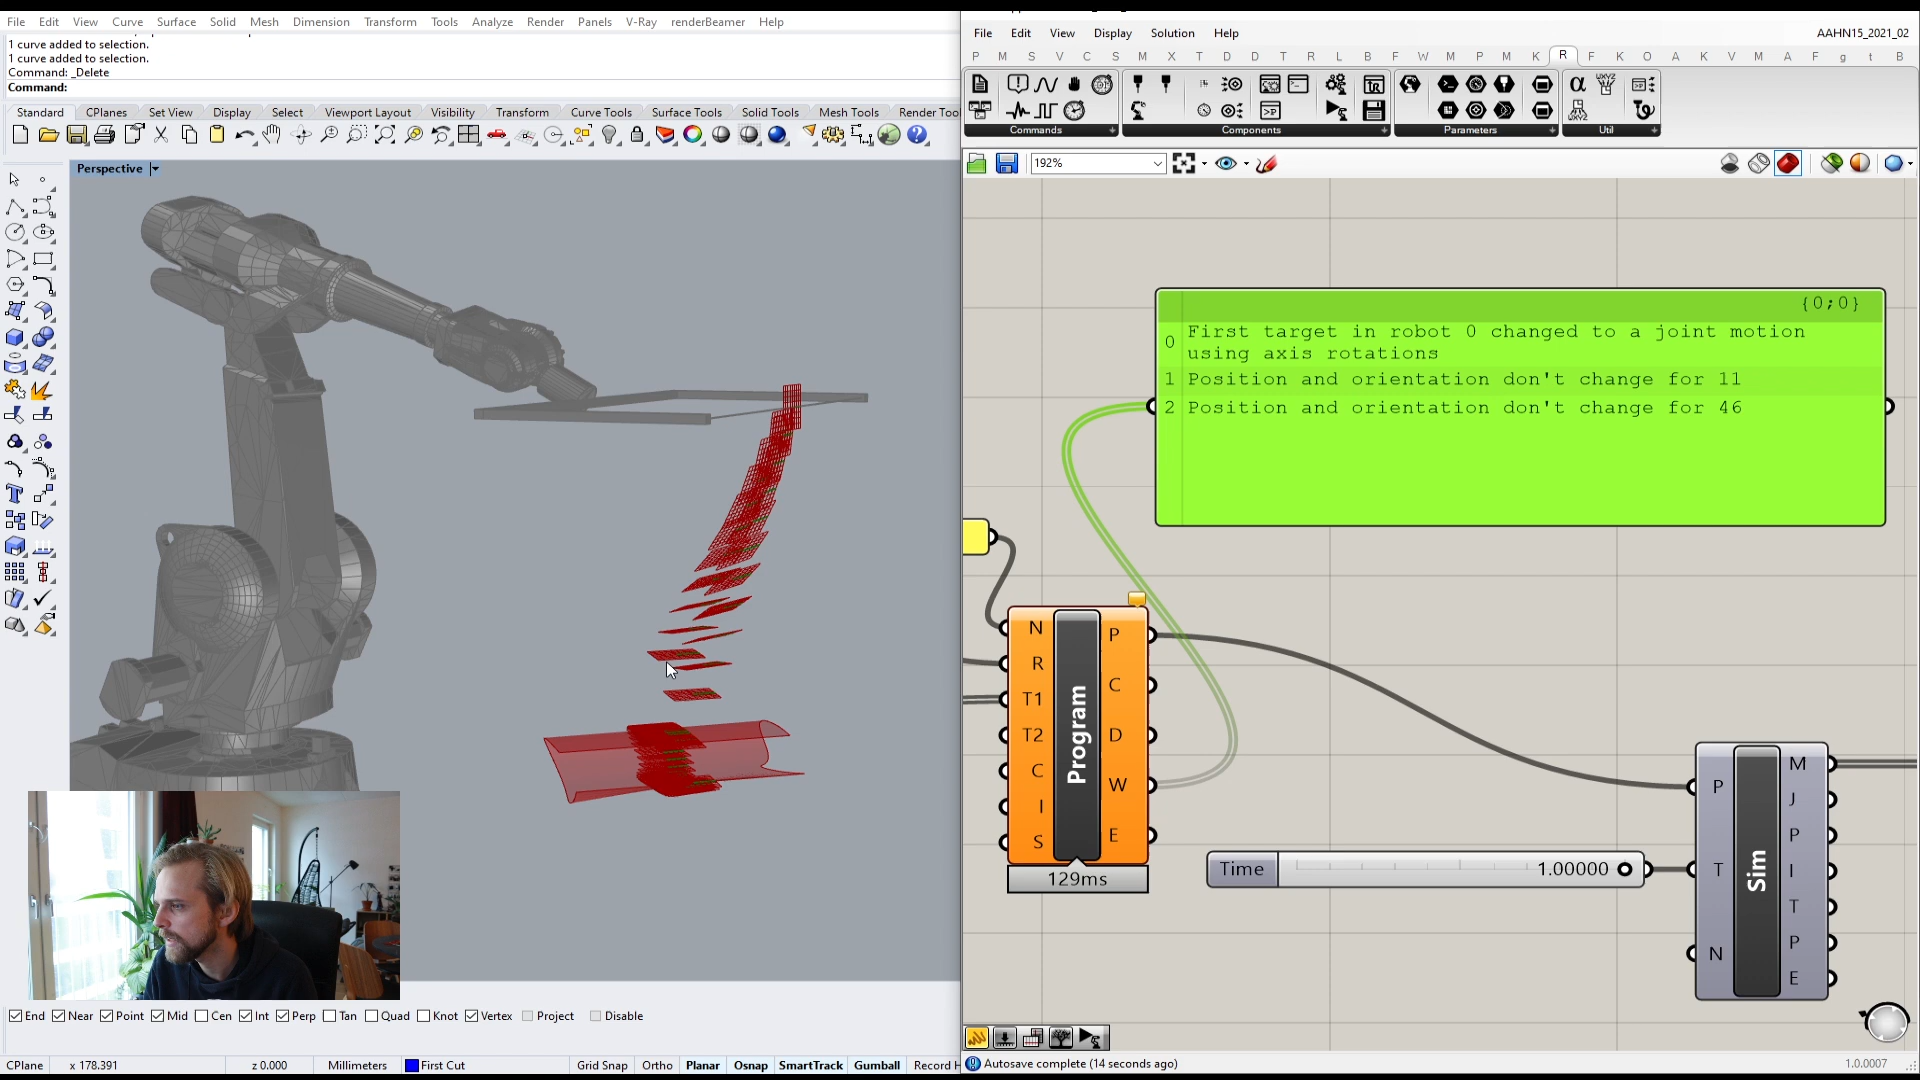 File Edit View Curve Surface Solid Mesh Dimension Transform Tools Analyze Render Panels V-Ray renderBeamer Help
1 curve added to selection.
1 curve added to selection.
Command: _Delete
Command:
Standard CPlanes Set View Display Select Viewport Layout Visibility Transform Curve Tools Surface Tools Solid Tools Mesh Tools Render Too
Perspective
End Near Point Mid Cen Int Perp Tan Quad Knot Vertex Project Disable
CPlane x 178.391 z 0.000 Millimeters First Cut Grid Snap Ortho Planar Osnap SmartTrack Gumball Record H
File Edit View Display Solution Help AAHN15_2021_02
P M S V C S M X T D D T R L B F W M P M K R F K O A K V M A F g t B
Commands Components Parameters Util
192%
{0;0}
0 First target in robot 0 changed to a joint motion
using axis rotations
1 Position and orientation don't change for 11
2 Position and orientation don't change for 46
N
R
T1
T2
C
I
S
Program
P
C
D
W
E
129ms
Time 1.00000
P
T
N
Sim
M
J
P
I
T
P
E
Autosave complete (14 seconds ago) 1.0.0007